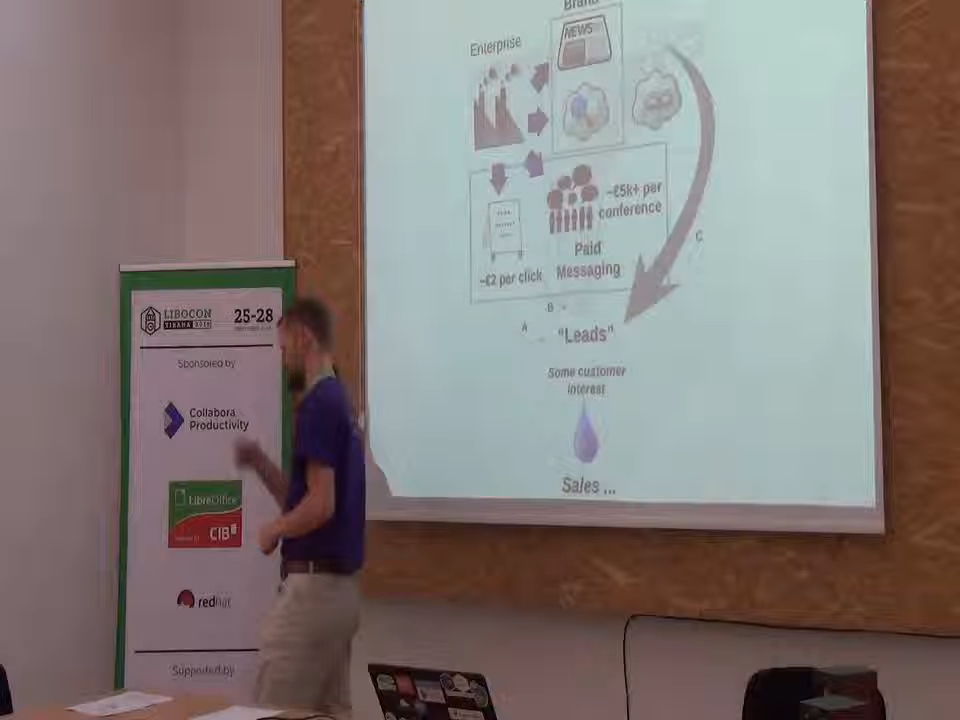 Brand
NEWS
Enterprise
~£5k+ per
conference
Paid
Messaging
~£2 per click
C
B
A
"Leads"
Some customer
interest
Sales ...
LIBOCON
TIRANA 2018
25-28
Sponsored by
Collabora
Productivity
LibreOffice
CIB
redhat
Supported by